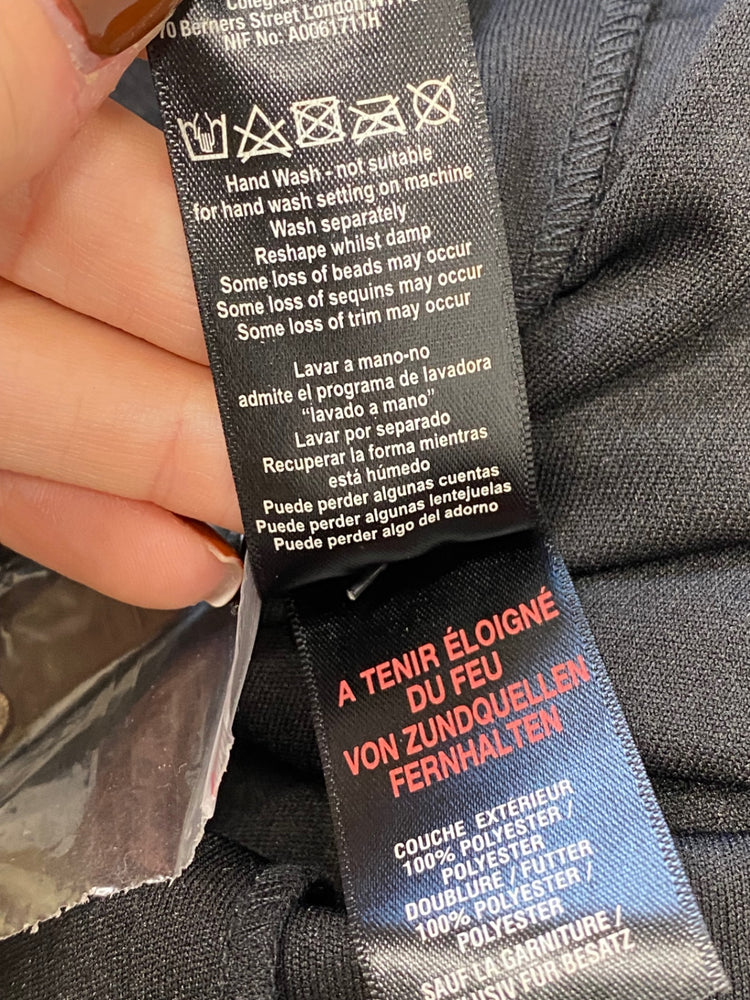 70 Berners Street London
NIF No: A0061711H
Hand Wash - not suitable
for hand wash setting on machine
Wash separately
Reshape whilst damp
Some loss of beads may occur
Some loss of sequins may occur
Some loss of trim may occur
Lavar a mano-no
admite el programa de lavadora
“lavado a mano”
Lavar por separado
Recuperar la forma mientras
está húmedo
Puede perder algunas cuentas
Puede perder algunas lentejuelas
Puede perder algo del adorno
A TENIR ÉLOIGNÉ
DU FEU
VON ZUNDQUELLEN
FERNHALTEN
COUCHE EXTÉRIEUR
100% POLYESTER /
POLYESTER
DOUBLURE / FUTTER
100% POLYESTER /
POLYESTER
SAUF LA GARNITURE /
FUR BESATZ